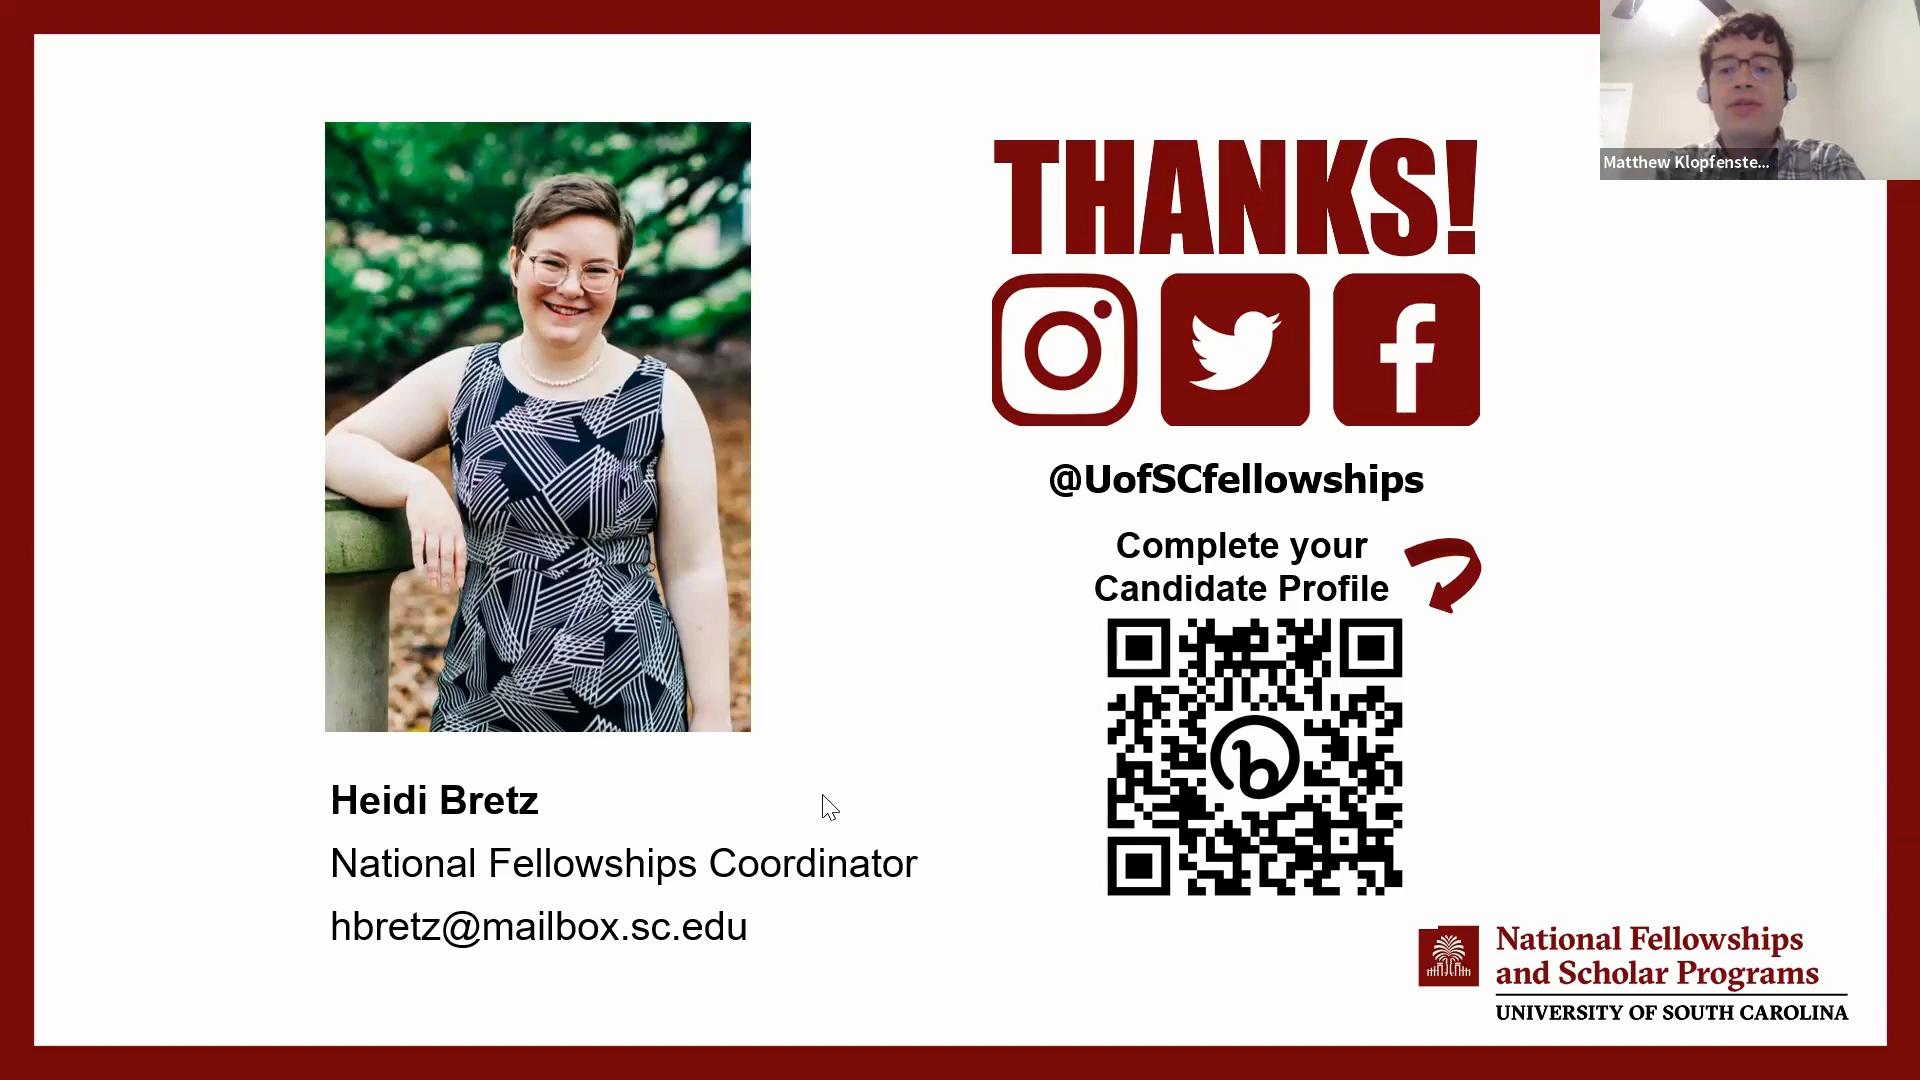 Matthew Klopfenste...
THANKS!
@UofSCfellowships
Complete your
Candidate Profile
Heidi Bretz
National Fellowships Coordinator
hbretz@mailbox.sc.edu
National Fellowships
and Scholar Programs
UNIVERSITY OF SOUTH CAROLINA